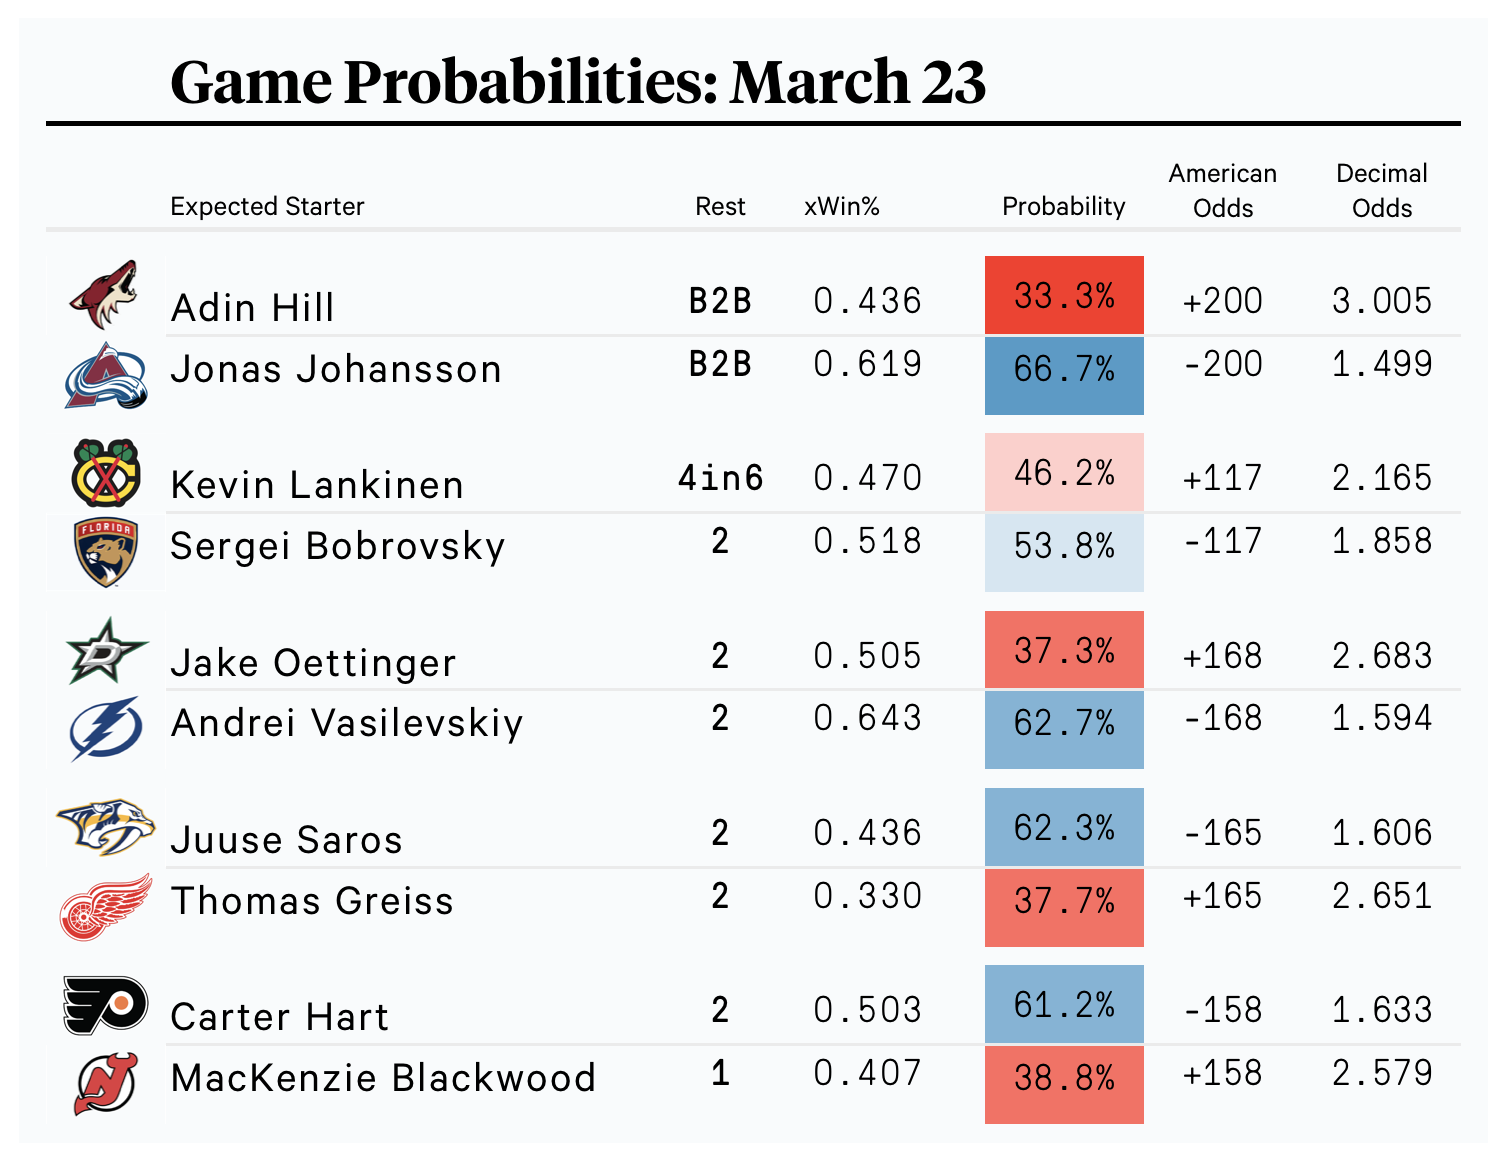 Game Probabilities: March 23
Expected Starter Rest xWin% Probability American Odds Decimal Odds
Adin Hill B2B 0.436 33.3% +200 3.005
Jonas Johansson B2B 0.619 66.7% -200 1.499
Kevin Lankinen 4in6 0.470 46.2% +117 2.165
FLORIDA
Sergei Bobrovsky 2 0.518 53.8% -117 1.858
Jake Oettinger 2 0.505 37.3% +168 2.683
Andrei Vasilevskiy 2 0.643 62.7% -168 1.594
Juuse Saros 2 0.436 62.3% -165 1.606
Thomas Greiss 2 0.330 37.7% +165 2.651
Carter Hart 2 0.503 61.2% -158 1.633
MacKenzie Blackwood 1 0.407 38.8% +158 2.579